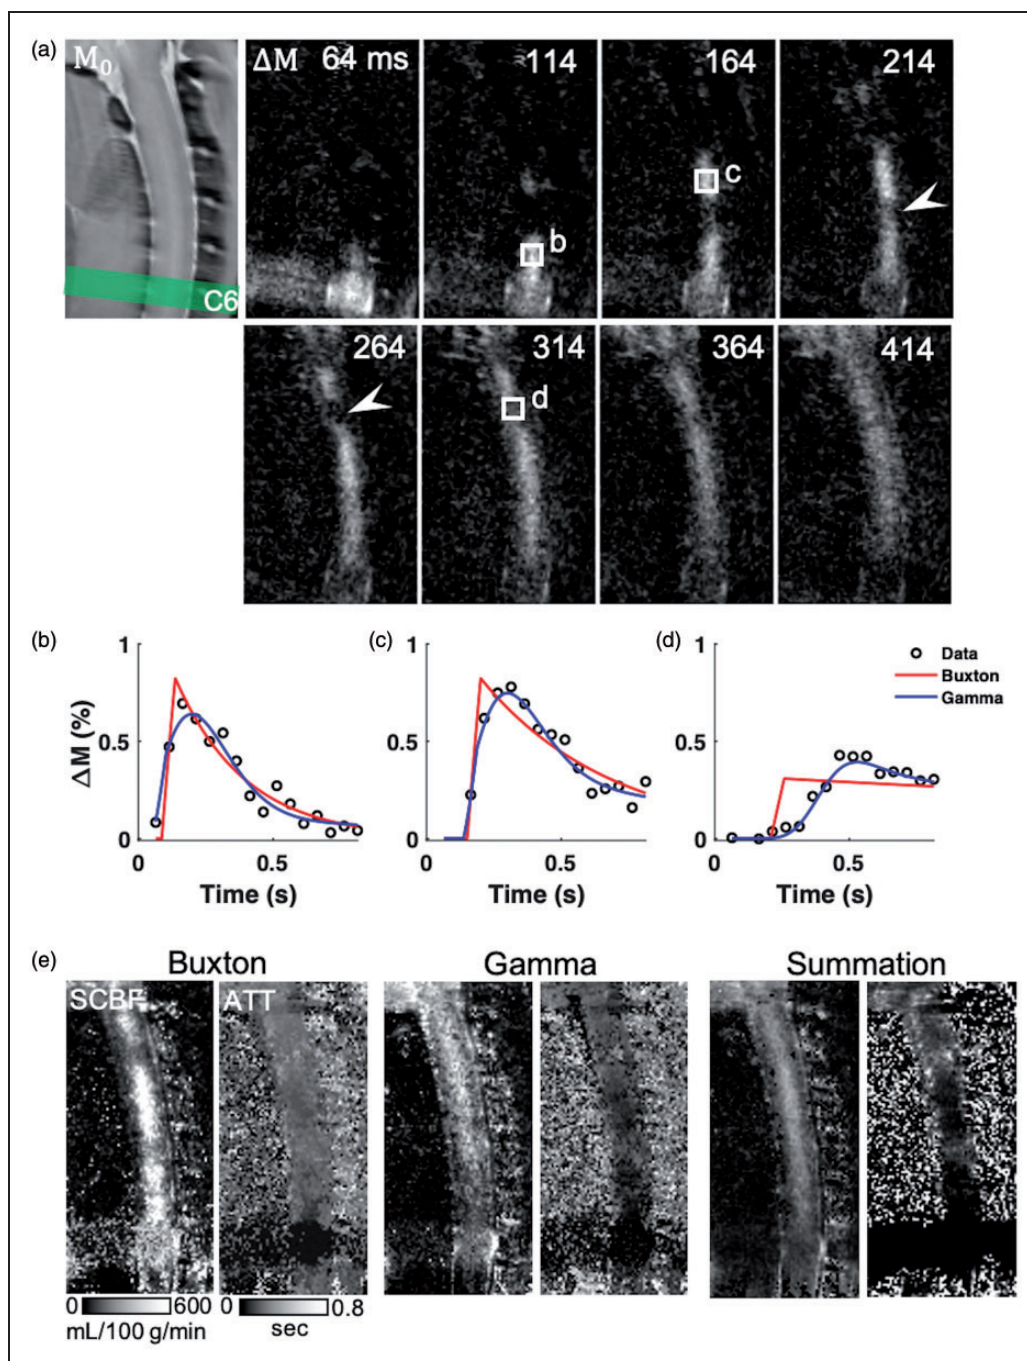 (a)
M0 ΔM 64 ms 114 164 214
b
c
C6
264 314 364 414
d
(b) (c) (d)
1 1 1
Data
Buxton
Gamma
ΔM (%)
0.5 0.5 0.5
0 0 0
0 0.5 0 0.5 0 0.5
Time (s) Time (s) Time (s)
(e)
Buxton Gamma Summation
SCBF ATT
0 600 0 0.8
mL/100 g/min sec